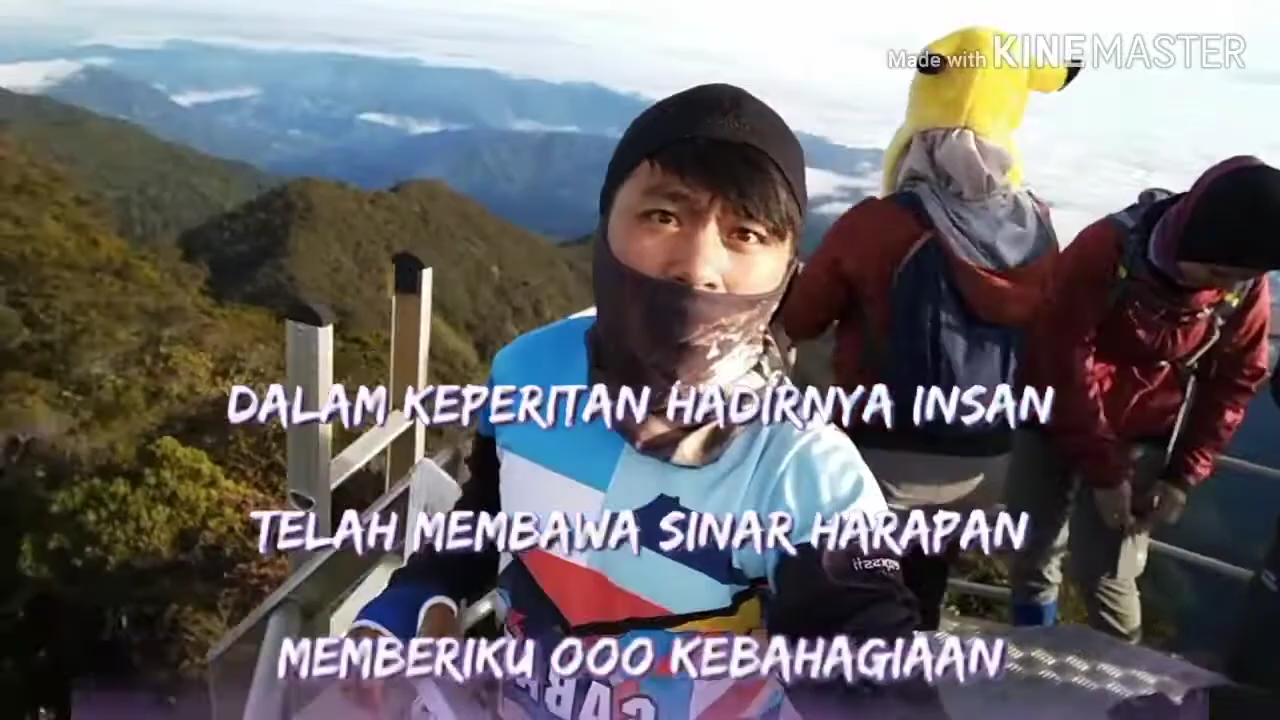 Made with KINEMASTER
DALAM KEPERITAN HADIRNYA INSAN
TELAH MEMBAWA SINAR HARAPAN
MEMBERIKU OOO KEBAHAGIAAN